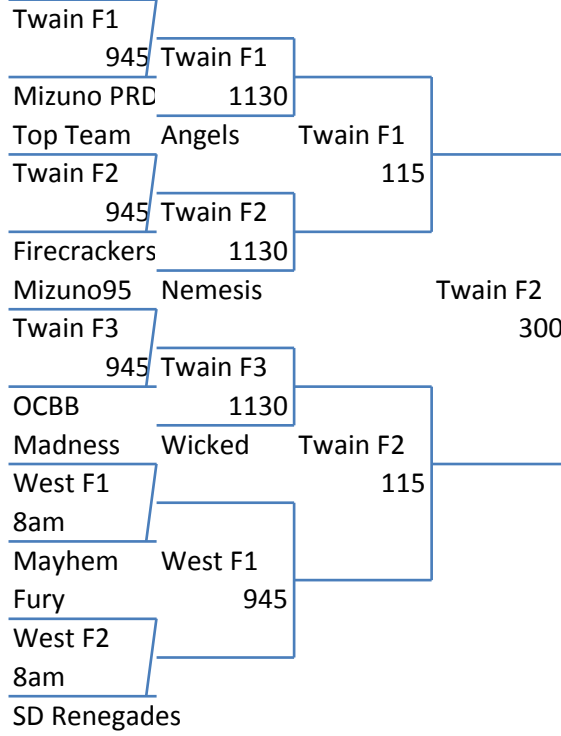 Twain F1
945 Twain F1
Mizuno PRD 1130
Top Team Angels Twain F1
Twain F2 115
945 Twain F2
Firecrackers 1130
Mizuno95 Nemesis Twain F2
Twain F3 300
945 Twain F3
OCBB 1130
Madness Wicked Twain F2
West F1 115
8am
Mayhem West F1
Fury 945
West F2
8am
SD Renegades